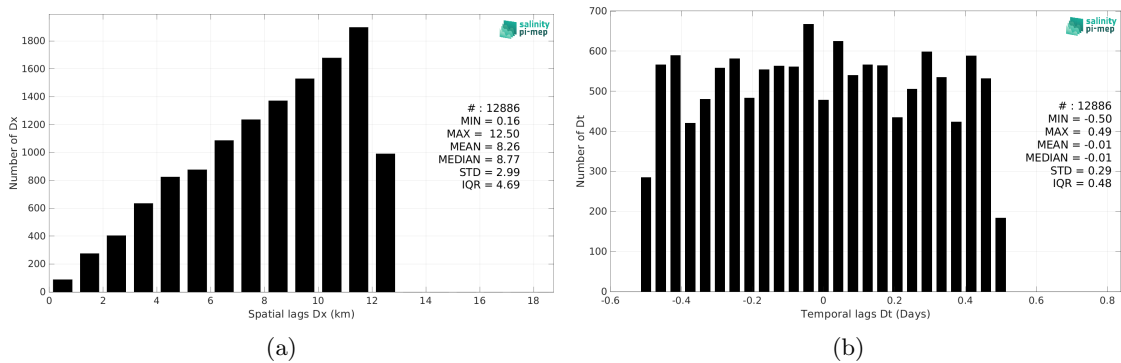 salinity
pi-mep
1800
1600
1400
1200
1000
800
600
400
200
0
Number of Dx
# : 12886
MIN = 0.16
MAX = 12.50
MEAN = 8.26
MEDIAN = 8.77
STD = 2.99
IQR = 4.69
0 2 4 6 8 10 12 14 16 18
Spatial lags Dx (km)
(a)
salinity
pi-mep
700
600
500
400
300
200
100
0
Number of Dt
# : 12886
MIN = -0.50
MAX = 0.49
MEAN = -0.01
MEDIAN = -0.01
STD = 0.29
IQR = 0.48
-0.6 -0.4 -0.2 0 0.2 0.4 0.6 0.8
Temporal lags Dt (Days)
(b)